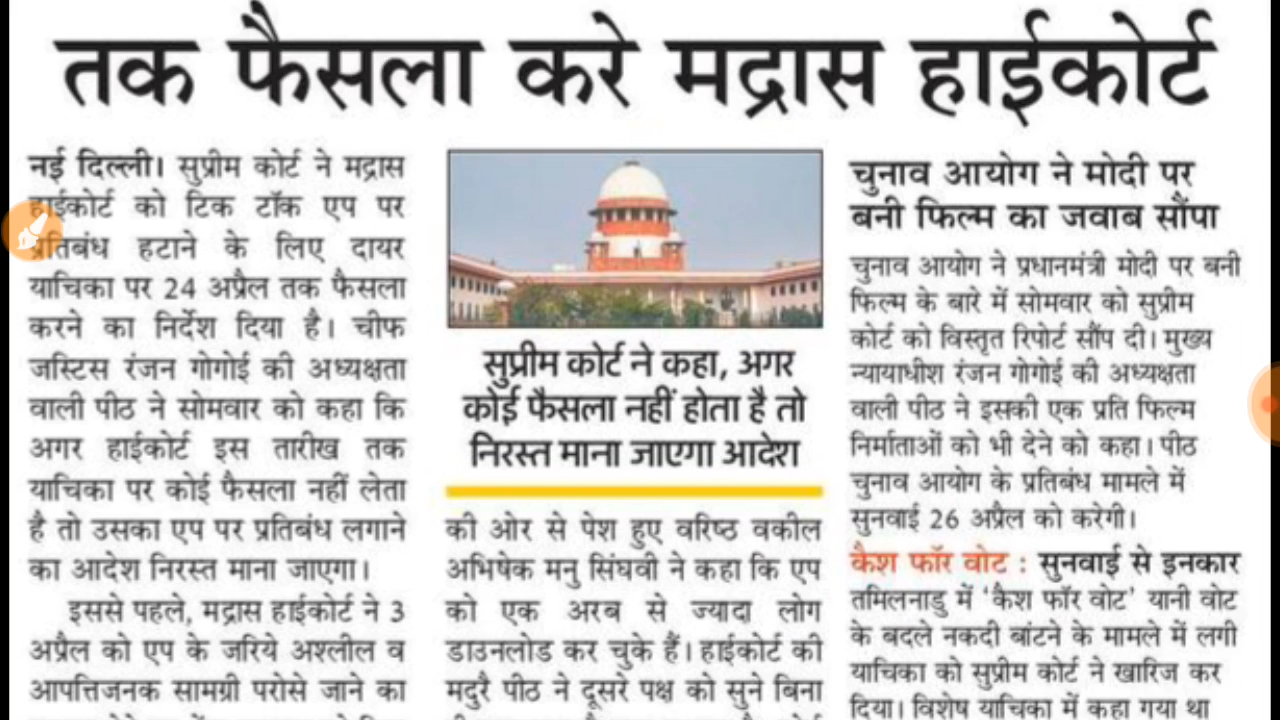 तक फैसला करे मद्रास हाईकोर्ट
नई दिल्ली। सुप्रीम कोर्ट ने मद्रास
हाईकोर्ट को टिक टॉक एप पर
प्रतिबंध हटाने के लिए दायर
याचिका पर 24 अप्रैल तक फैसला
करने का निर्देश दिया है। चीफ
जस्टिस रंजन गोगोई की अध्यक्षता
वाली पीठ ने सोमवार को कहा कि
अगर हाईकोर्ट इस तारीख तक
याचिका पर कोई फैसला नहीं लेता
है तो उसका एप पर प्रतिबंध लगाने
का आदेश निरस्त माना जाएगा।
इससे पहले, मद्रास हाईकोर्ट ने 3
अप्रैल को एप के जरिये अश्लील व
आपत्तिजनक सामग्री परोसे जाने का
सुप्रीम कोर्ट ने कहा, अगर
कोई फैसला नहीं होता है तो
निरस्त माना जाएगा आदेश
की ओर से पेश हुए वरिष्ठ वकील
अभिषेक मनु सिंघवी ने कहा कि एप
को एक अरब से ज्यादा लोग
डाउनलोड कर चुके हैं। हाईकोर्ट की
मदुरै पीठ ने दूसरे पक्ष को सुने बिना
चुनाव आयोग ने मोदी पर
बनी फिल्म का जवाब सौंपा
चुनाव आयोग ने प्रधानमंत्री मोदी पर बनी
फिल्म के बारे में सोमवार को सुप्रीम
कोर्ट को विस्तृत रिपोर्ट सौंप दी। मुख्य
न्यायाधीश रंजन गोगोई की अध्यक्षता
वाली पीठ ने इसकी एक प्रति फिल्म
निर्माताओं को भी देने को कहा। पीठ
चुनाव आयोग के प्रतिबंध मामले में
सुनवाई 26 अप्रैल को करेगी।
कैश फॉर वोट : सुनवाई से इनकार
तमिलनाडु में 'कैश फॉर वोट' यानी वोट
के बदले नकदी बांटने के मामले में लगी
याचिका को सुप्रीम कोर्ट ने खारिज कर
दिया। विशेष याचिका में कहा गया था